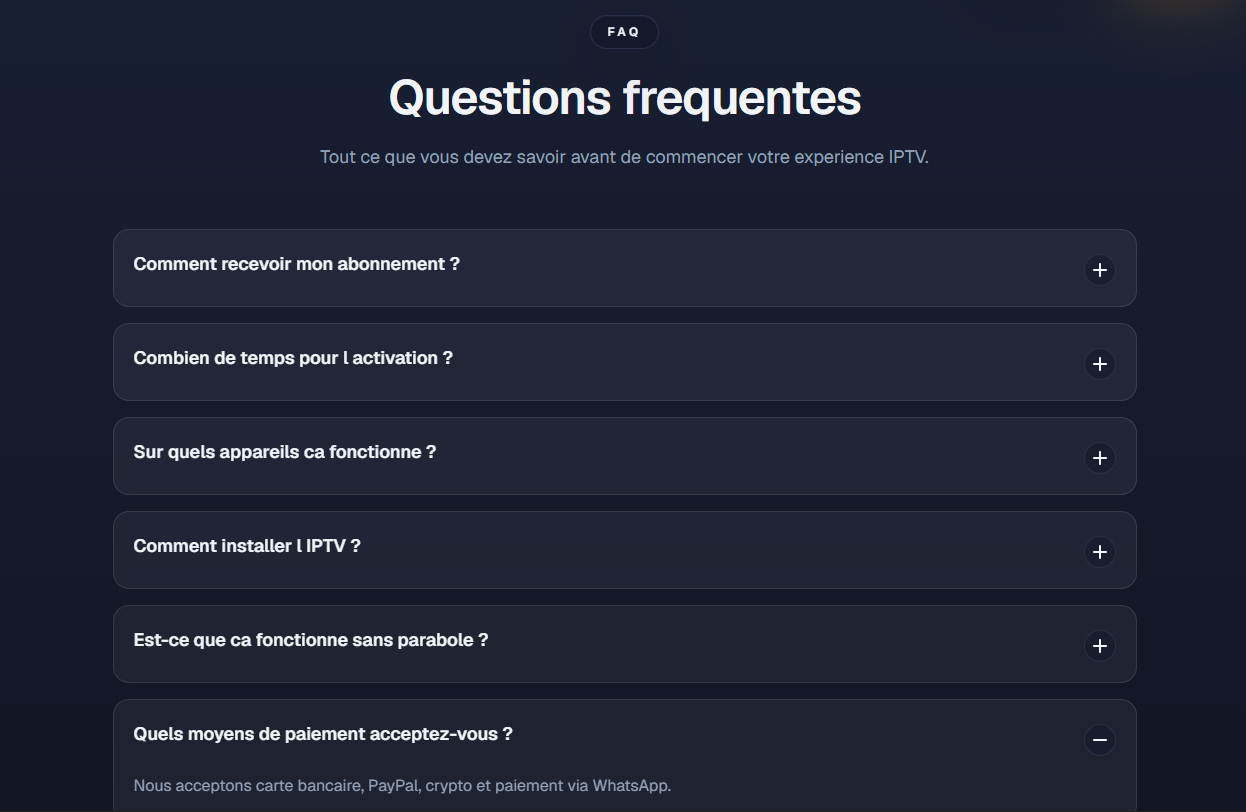 FAQ
Questions frequentes
Tout ce que vous devez savoir avant de commencer votre experience IPTV.
Comment recevoir mon abonnement ?
Combien de temps pour l activation ?
Sur quels appareils ca fonctionne ?
Comment installer l IPTV ?
Est-ce que ca fonctionne sans parabole ?
Quels moyens de paiement acceptez-vous ?
Nous acceptons carte bancaire, PayPal, crypto et paiement via WhatsApp.